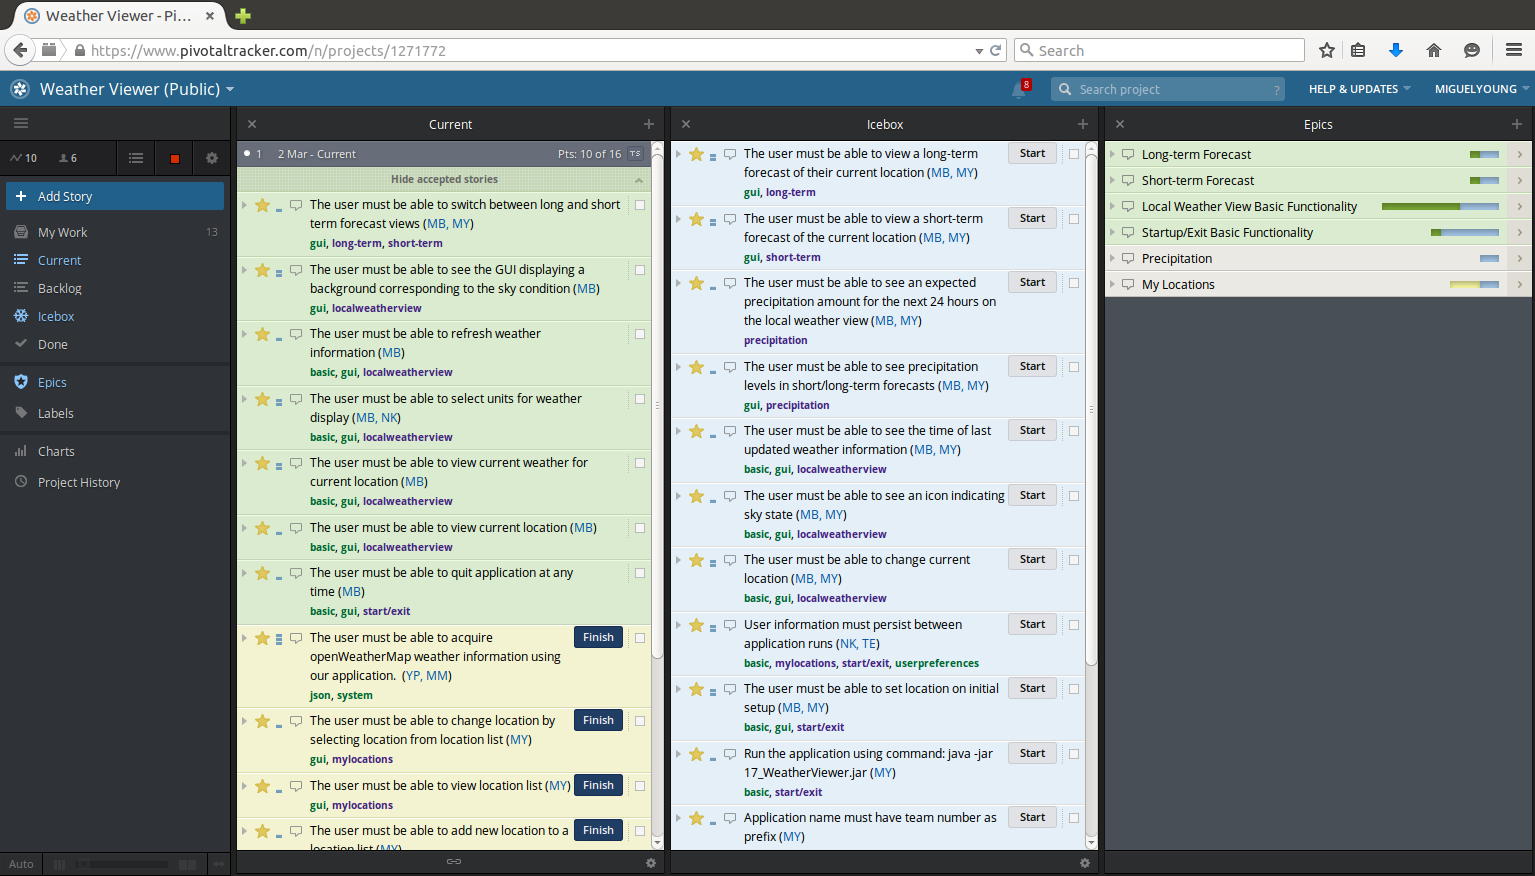 Weather Viewer - Pi...
https://www.pivotaltracker.com/n/projects/1271772
Search
Weather Viewer (Public)
8
Search project
?
HELP & UPDATES
MIGUELYOUNG
10
6
Add Story
My Work 13
Current
Backlog
Icebox
Done
Epics
Labels
Charts
Project History
Auto
Current
1 2 Mar - Current Pts: 10 of 16 TS
Hide accepted stories
The user must be able to switch between long and short
term forecast views (MB, MY)
gui, long-term, short-term
The user must be able to see the GUI displaying a
background corresponding to the sky condition (MB)
gui, localweatherview
The user must be able to refresh weather
information (MB)
basic, gui, localweatherview
The user must be able to select units for weather
display (MB, NK)
basic, gui, localweatherview
The user must be able to view current weather for
current location (MB)
basic, gui, localweatherview
The user must be able to view current location (MB)
basic, gui, localweatherview
The user must be able to quit application at any
time (MB)
basic, gui, start/exit
The user must be able to acquire Finish
openWeatherMap weather information using
our application. (YP, MM)
json, system
The user must be able to change location by Finish
selecting location from location list (MY)
gui, mylocations
The user must be able to view location list (MY) Finish
gui, mylocations
The user must be able to add new location to a Finish
location list (MY)
Icebox
The user must be able to view a long-term Start
forecast of their current location (MB, MY)
gui, long-term
The user must be able to view a short-term Start
forecast of the current location (MB, MY)
gui, short-term
The user must be able to see an expected Start
precipitation amount for the next 24 hours on
the local weather view (MB, MY)
precipitation
The user must be able to see precipitation Start
levels in short/long-term forecasts (MB, MY)
gui, precipitation
The user must be able to see the time of last Start
updated weather information (MB, MY)
basic, gui, localweatherview
The user must be able to see an icon indicating Start
sky state (MB, MY)
basic, gui, localweatherview
The user must be able to change current Start
location (MB, MY)
basic, gui, localweatherview
User information must persist between Start
application runs (NK, TE)
basic, mylocations, start/exit, userpreferences
The user must be able to set location on initial Start
setup (MB, MY)
basic, gui, start/exit
Run the application using command: java -jar Start
17_WeatherViewer.jar (MY)
basic, start/exit
Application name must have team number as Start
prefix (MY)
Epics
Long-term Forecast
Short-term Forecast
Local Weather View Basic Functionality
Startup/Exit Basic Functionality
Precipitation
My Locations